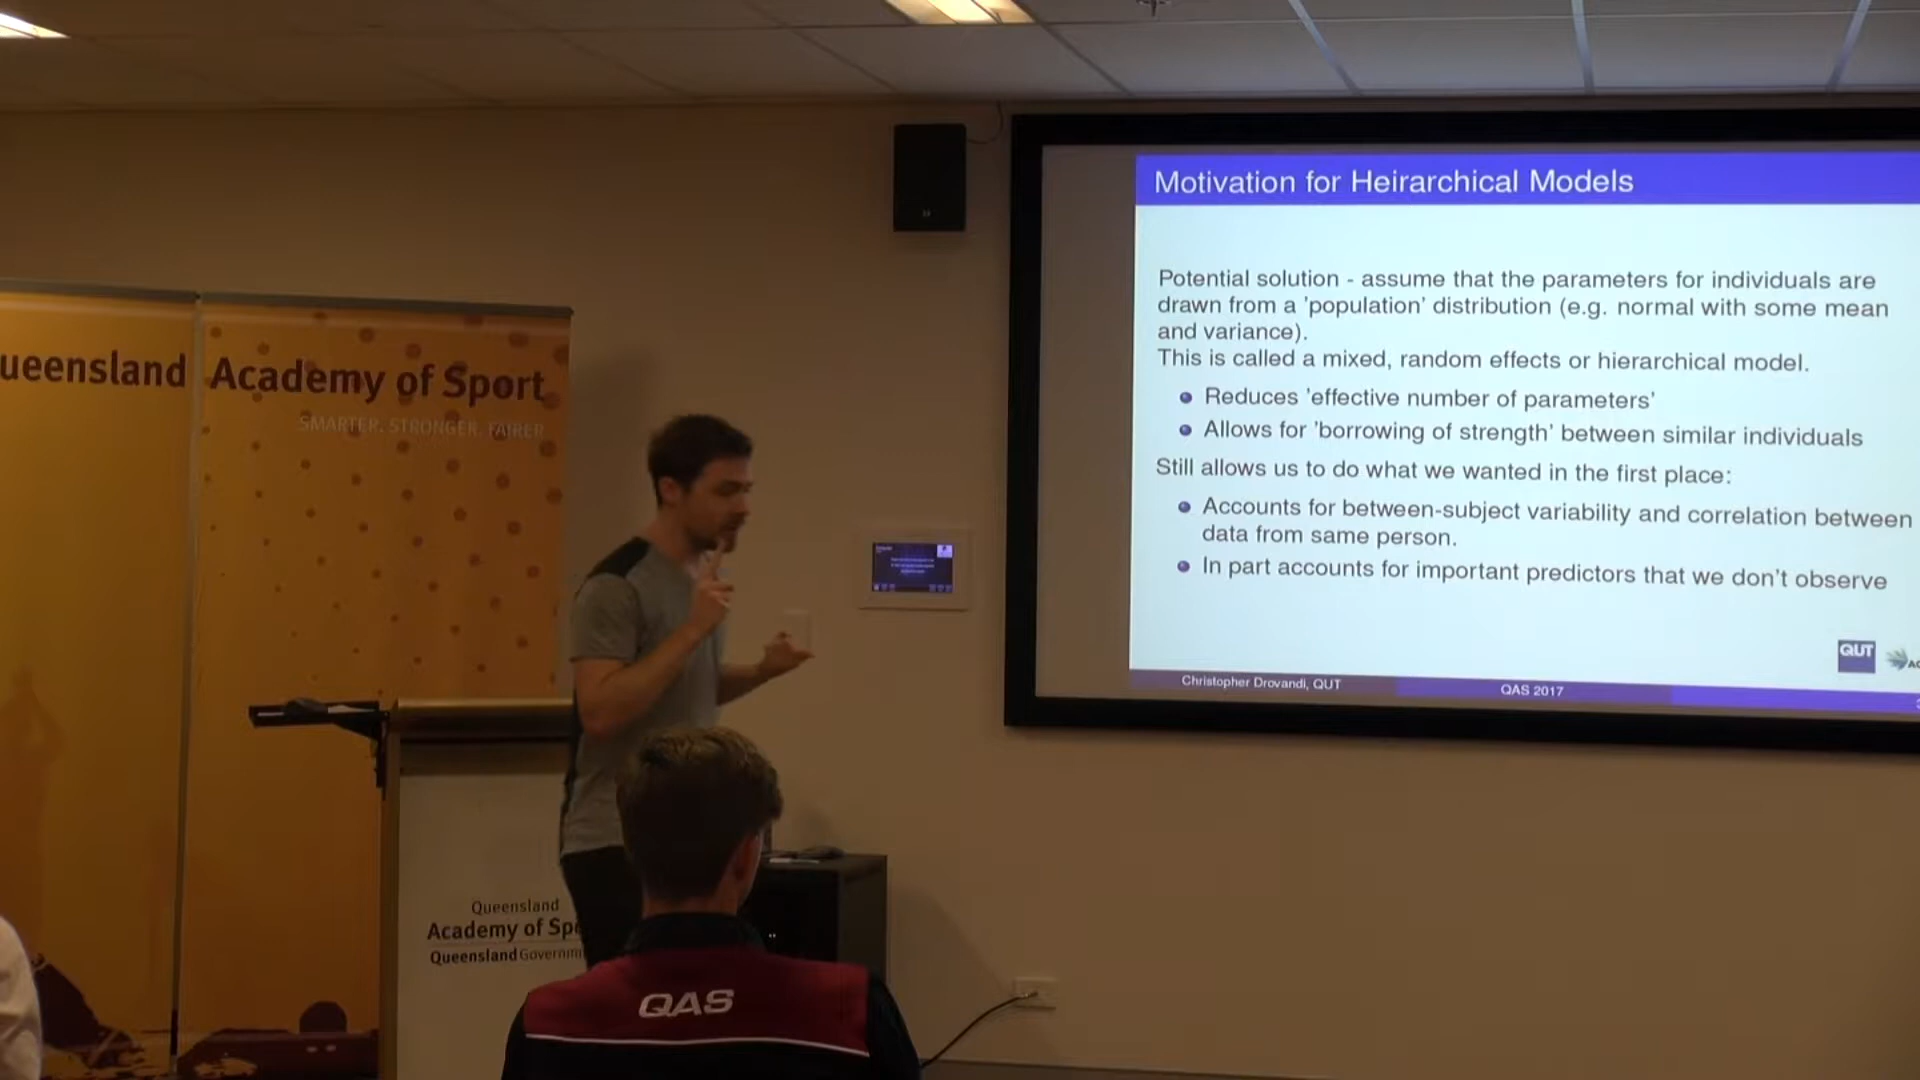 ueensland Academy of Sport
SMARTER. STRONGER. FAIRER
Motivation for Heirarchical Models
Potential solution - assume that the parameters for individuals are
drawn from a 'population' distribution (e.g. normal with some mean
and variance).
This is called a mixed, random effects or hierarchical model.
Reduces 'effective number of parameters'
Allows for 'borrowing of strength' between similar individuals
Still allows us to do what we wanted in the first place:
Accounts for between-subject variability and correlation between
data from same person.
In part accounts for important predictors that we don't observe
QUT
AC
Christopher Drovandi, QUT
QAS 2017
Queensland
Academy of Sp
Queensland Governm
QAS